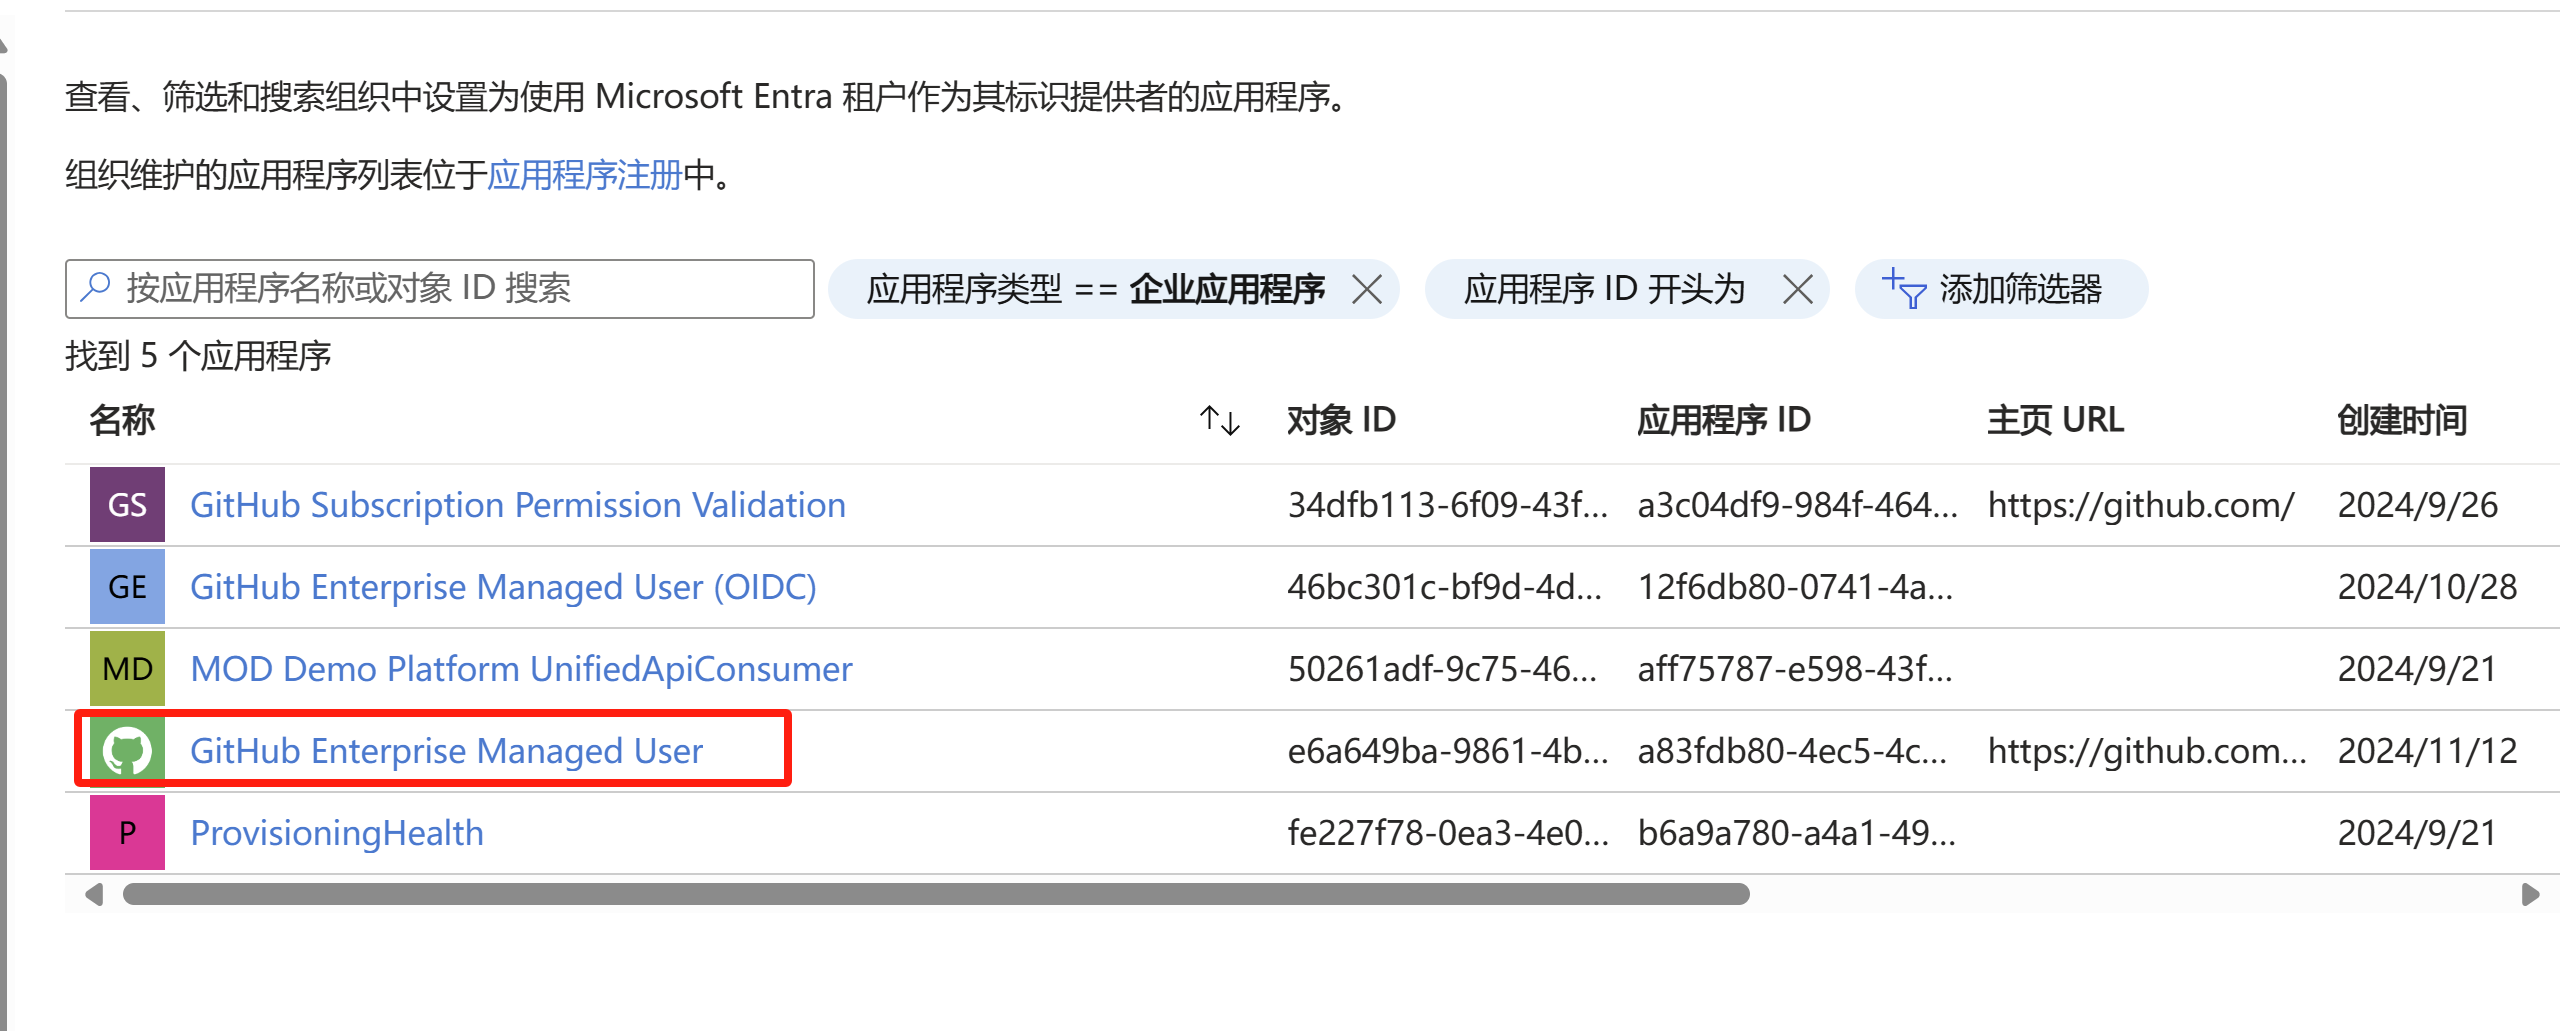 查看、筛选和搜索组织中设置为使用 Microsoft Entra 租户作为其标识提供者的应用程序。
组织维护的应用程序列表位于应用程序注册中。
按应用程序名称或对象 ID 搜索 应用程序类型 == 企业应用程序 应用程序 ID 开头为 添加筛选器
找到 5 个应用程序
名称 对象 ID 应用程序 ID 主页 URL 创建时间
GS GitHub Subscription Permission Validation 34dfb113-6f09-43f... a3c04df9-984f-464... https://github.com/ 2024/9/26
GE GitHub Enterprise Managed User (OIDC) 46bc301c-bf9d-4d... 12f6db80-0741-4a... 2024/10/28
MD MOD Demo Platform UnifiedApiConsumer 50261adf-9c75-46... aff75787-e598-43f... 2024/9/21
GitHub Enterprise Managed User e6a649ba-9861-4b... a83fdb80-4ec5-4c... https://github.com... 2024/11/12
P ProvisioningHealth fe227f78-0ea3-4e0... b6a9a780-a4a1-49... 2024/9/21